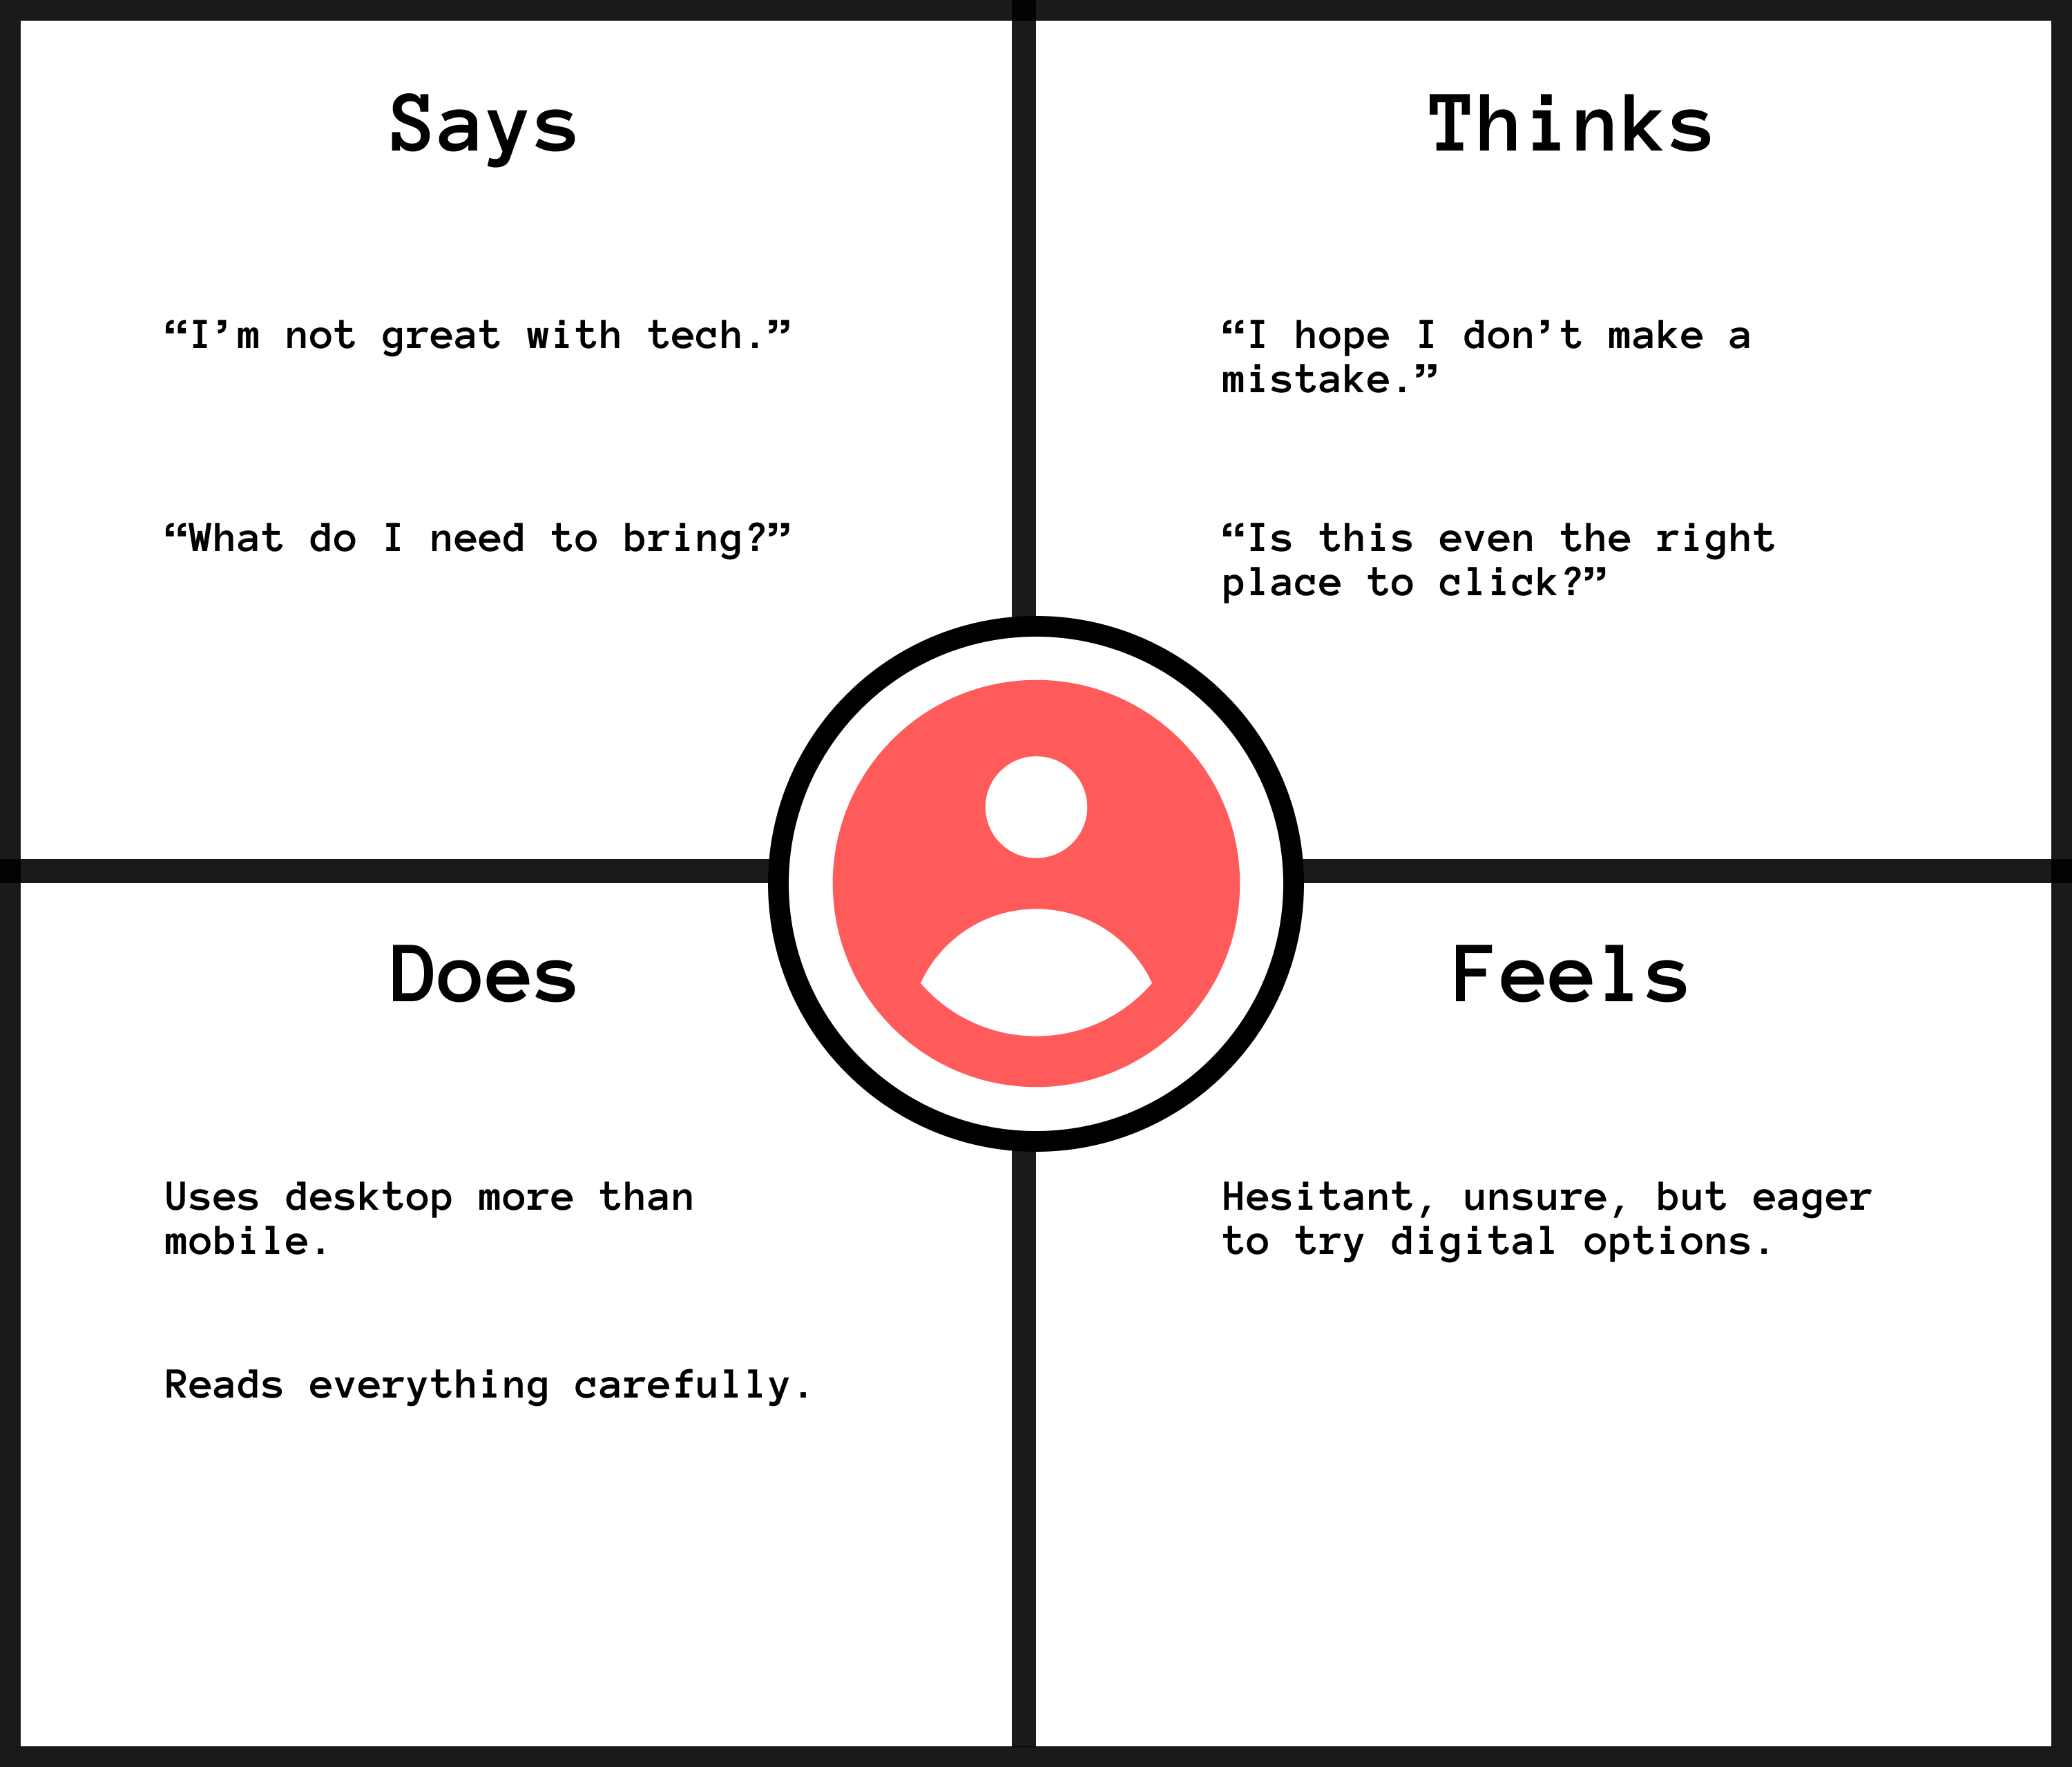 Says
“I’m not great with tech.”
“What do I need to bring?”
Thinks
“I hope I don’t make a
mistake.”
“Is this even the right
place to click?”
Does
Uses desktop more than
mobile.
Reads everything carefully.
Feels
Hesitant, unsure, but eager
to try digital options.